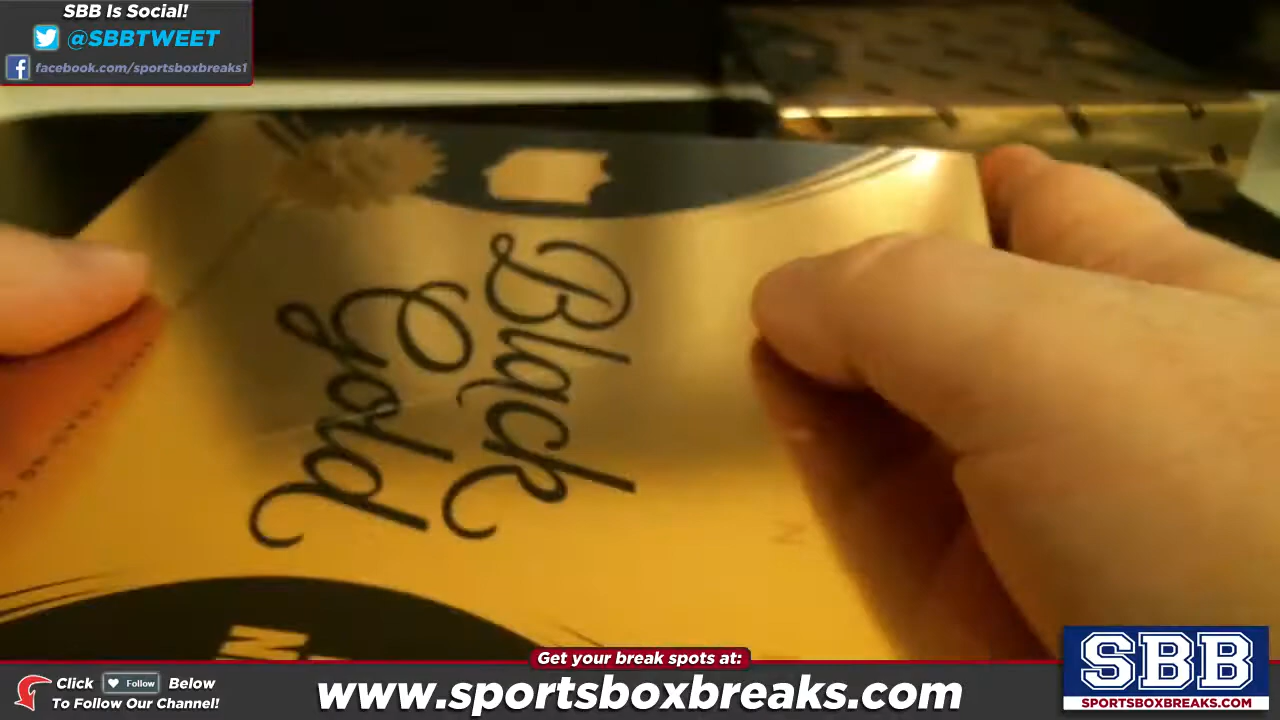 SBB Is Social!
@SBBTWEET
facebook.com/sportsboxbreaks1
Black
Gold
Get your break spots at:
Click Follow Below
To Follow Our Channel!
www.sportsboxbreaks.com
SBB
SPORTSBOXBREAKS.COM